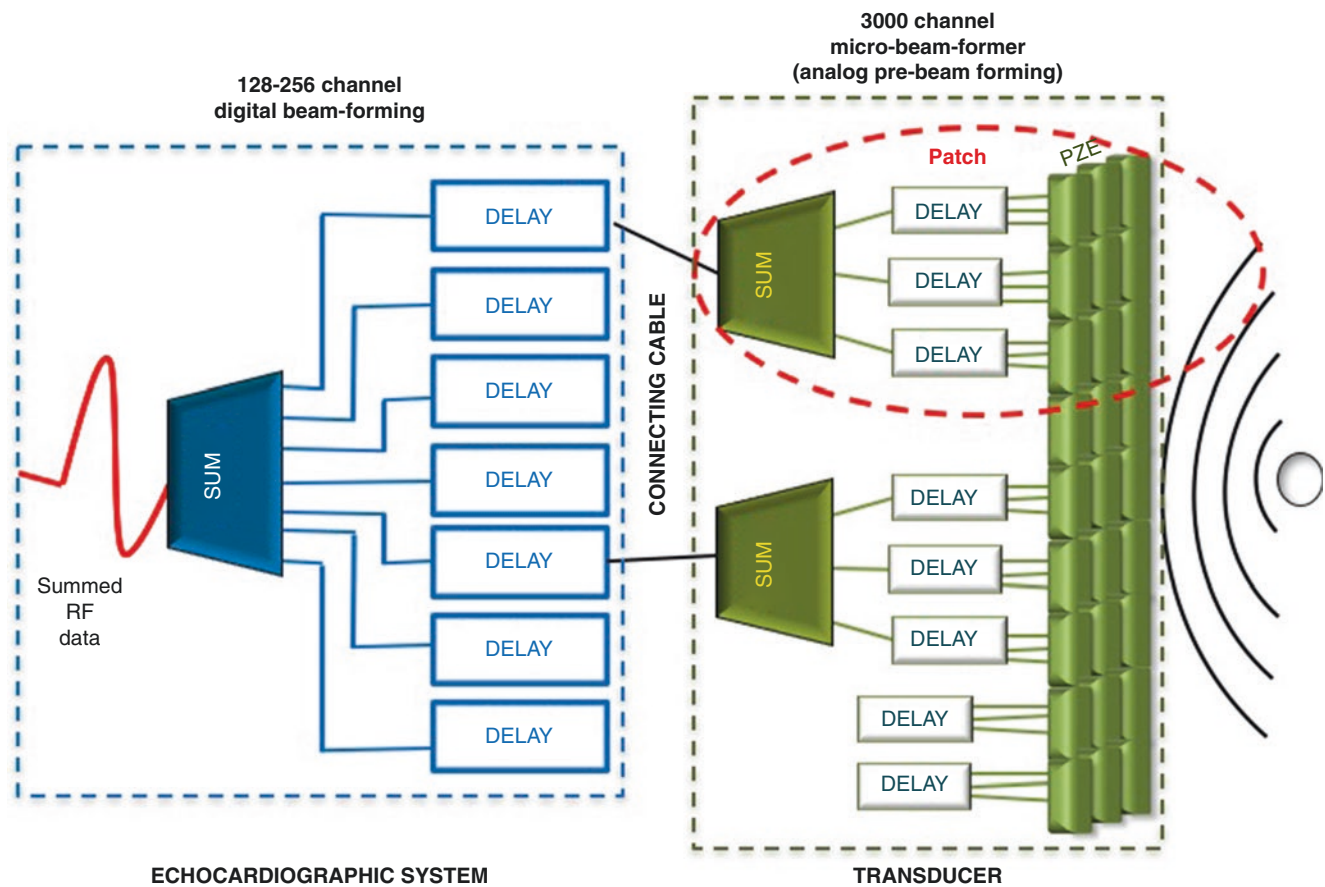 3000 channel
micro-beam-former
(analog pre-beam forming)
128-256 channel
digital beam-forming
Patch
PZE
DELAY
DELAY
DELAY
DELAY
DELAY
DELAY
DELAY
SUM
Summed
RF
data
CONNECTING CABLE
SUM
DELAY
DELAY
DELAY
SUM
DELAY
DELAY
DELAY
DELAY
DELAY
ECHOCARDIOGRAPHIC SYSTEM
TRANSDUCER